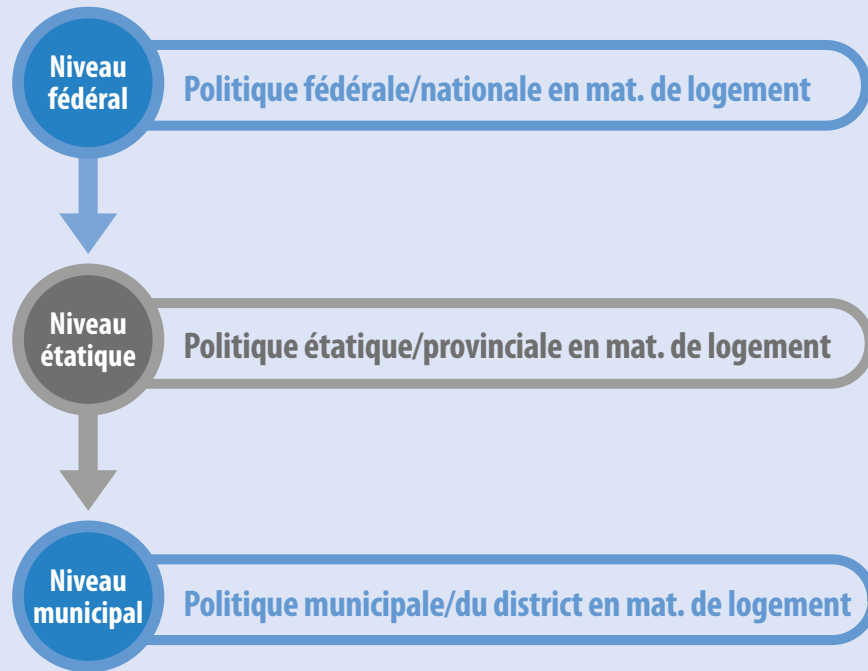 Niveau
fédéral
Politique fédérale/nationale en mat. de logement
Niveau
étatique
Politique étatique/provinciale en mat. de logement
Niveau
municipal
Politique municipale/du district en mat. de logement